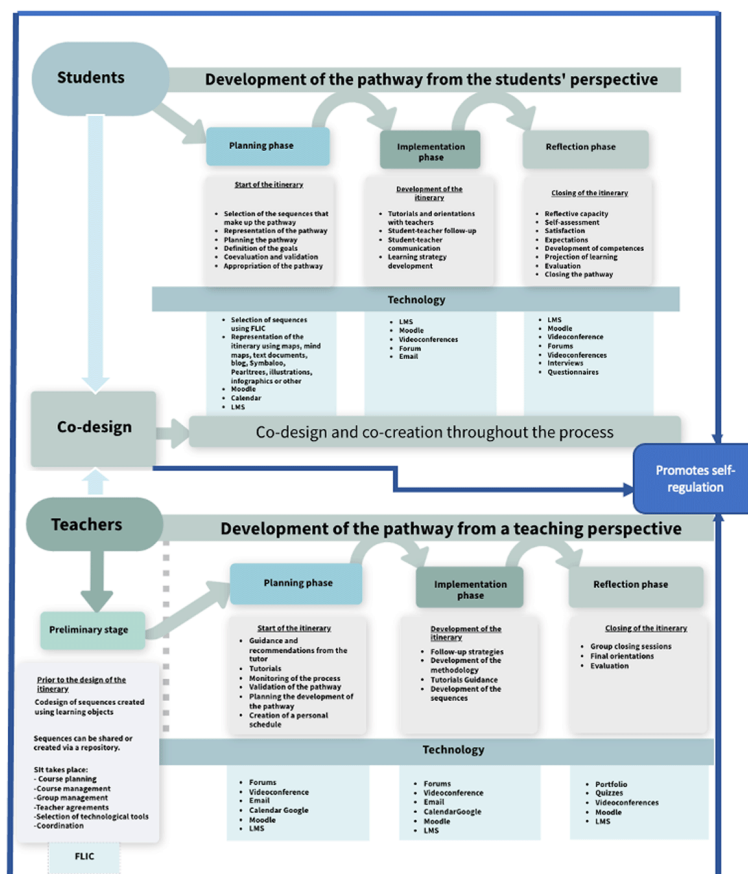 Students
Development of the pathway from the students' perspective
Planning phase
Implementation
phase
Reflection phase
Start of the itinerary
• Selection of the sequences that
make up the pathway
• Representation of the pathway
• Planning the pathway
• Definition of the goals
• Coevaluation and validation
• Appropriation of the pathway
Development of the
itinerary
• Tutorials and orientations
with teachers
• Student-teacher follow-up
• Student-teacher
communication
• Learning strategy
development
Closing of the itinerary
• Reflective capacity
• Self-assessment
• Satisfaction
• Expectations
• Development of competences
• Projection of learning
• Evaluation
• Closing the pathway
Technology
• Selection of sequences
using FLIC
• Representation of the
itinerary using maps, mind
maps, text documents,
blog, Symbaloo,
Pearltrees, illustrations,
infographics or other
• Moodle
• Calendar
• LMS
• LMS
• Moodle
• Videoconferences
• Forum
• Email
• LMS
• Moodle
• Videoconference
• Forums
• Videoconferences
• Interviews
• Questionnaires
Co-design
Co-design and co-creation throughout the process
Promotes self-
regulation
Teachers
Development of the pathway from a teaching perspective
Preliminary stage
Planning phase
Implementation
phase
Reflection phase
Prior to the design of the
itinerary
Codesign of sequences created
using learning objects
Sequences can be shared or
created via a repository.
SIt takes place:
- Course planning
-Course management
-Group management
-Teacher agreements
-Selection of technological tools
-Coordination
FLIC
Start of the itinerary
• Guidance and
recommendations from the
tutor
• Tutorials
• Monitoring of the process
• Validation of the pathway
• Planning the development of
the pathway
• Creation of a personal
schedule
Development of the
itinerary
• Follow-up strategies
• Development of the
methodology
• Tutorials Guidance
• Development of the
sequences
Closing of the itinerary
• Group closing sessions
• Final orientations
• Evaluation
Technology
• Forums
• Videoconference
• Email
• Calendar Google
• Moodle
• LMS
• Forums
• Videoconference
• Email
• CalendarGoogle
• Moodle
• LMS
• Portfolio
• Quizzes
• Videoconferences
• Moodle
• LMS